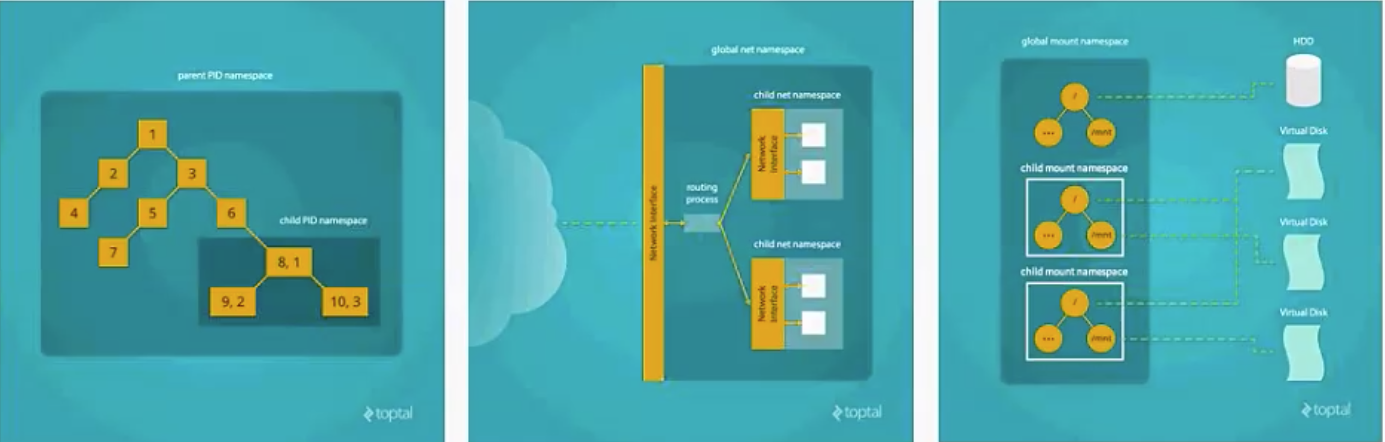 parent PID namespace
1
2
3
4
5
6
child PID namespace
7
8, 1
9, 2
10, 3
toptal
global net namespace
child net namespace
Network
Interface
Network Interface
routing
process
child net namespace
Network
Interface
toptal
global mount namespace
HDD
/
...
/mnt
Virtual Disk
child mount namespace
/
...
/mnt
Virtual Disk
child mount namespace
/
...
/mnt
Virtual Disk
toptal